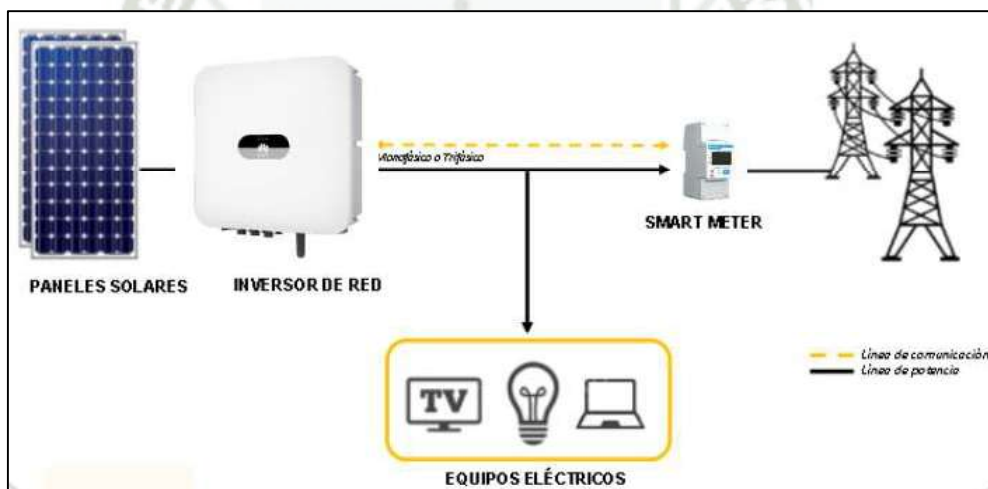 Monofásico o Trifásico
SMART METER
PANELES SOLARES
INVERSOR DE RED
Línea de comunicación
Línea de potencia
TV
EQUIPOS ELÉCTRICOS